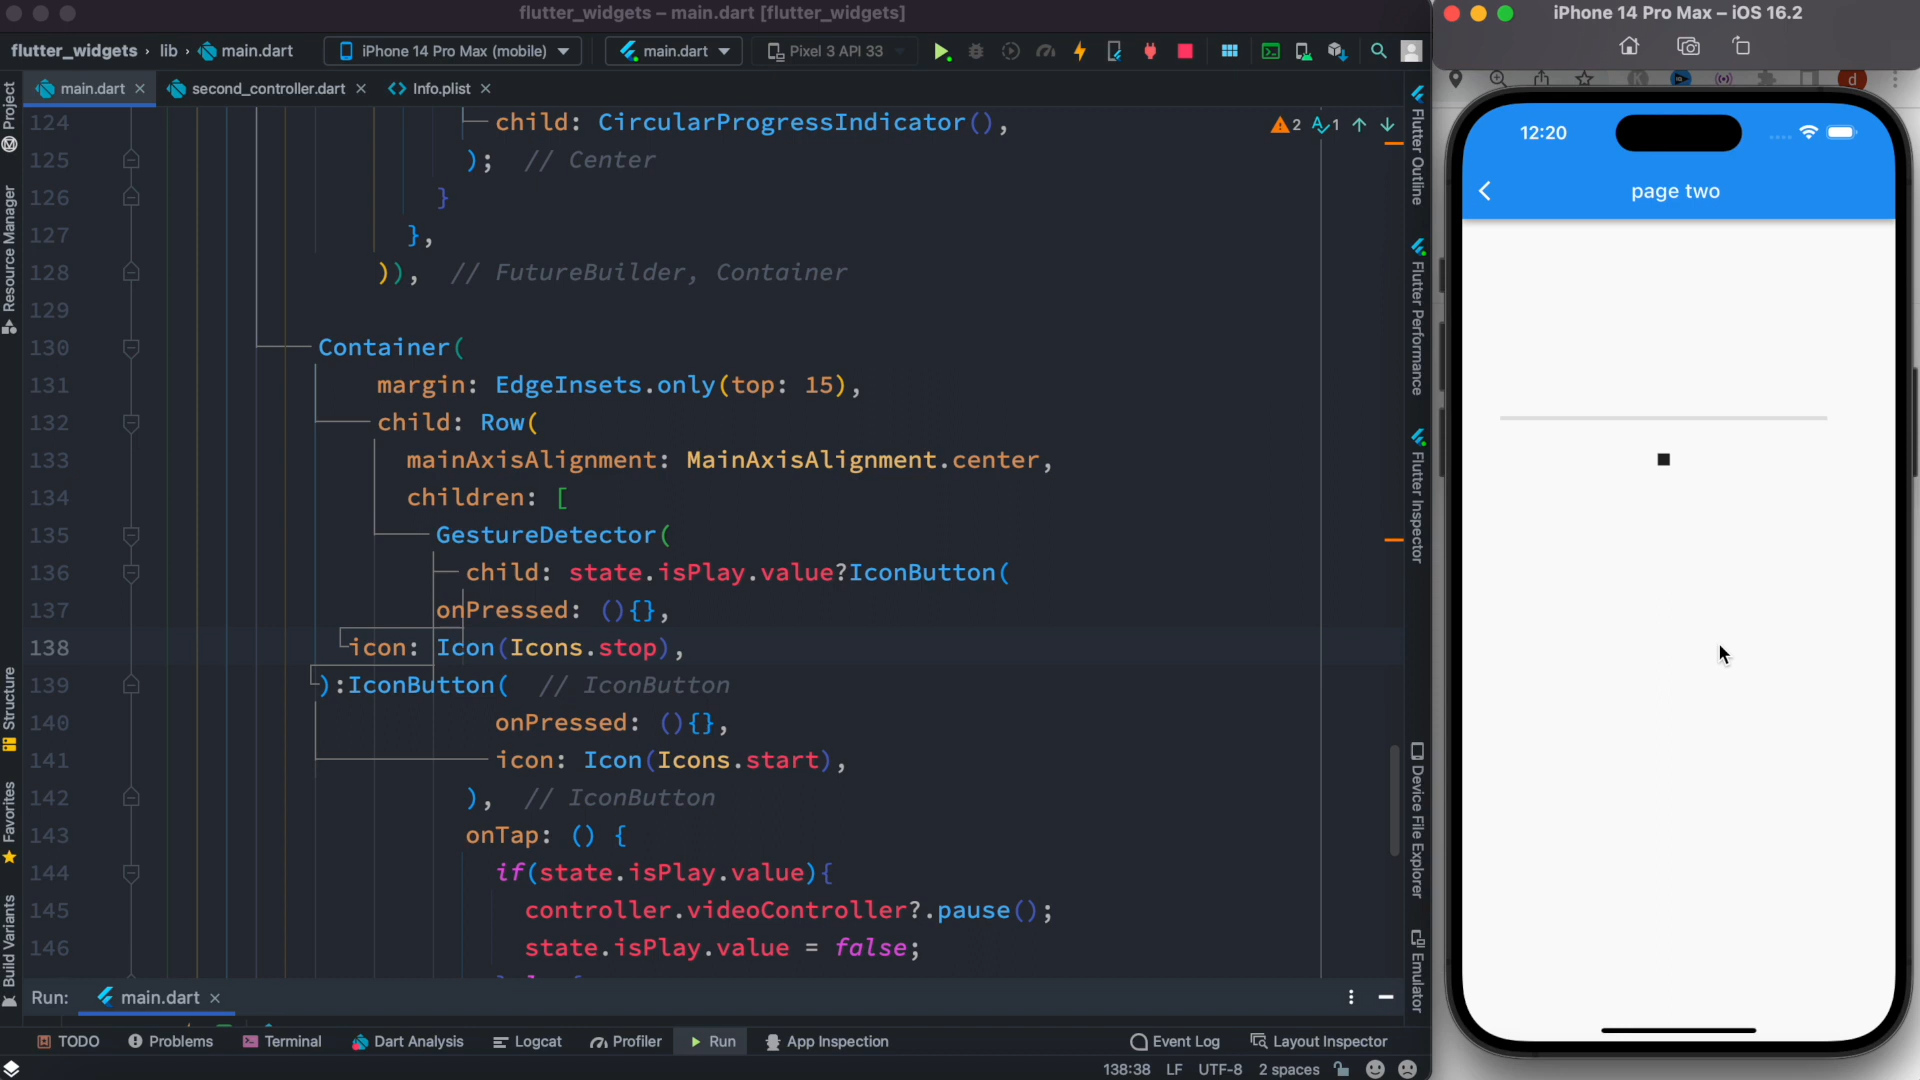 flutter_widgets – main.dart [flutter_widgets]
iPhone 14 Pro Max – iOS 16.2
flutter_widgets › lib › main.dart
iPhone 14 Pro Max (mobile)
main.dart
Pixel 3 API 33
main.dart
second_controller.dart
Info.plist
124 child: CircularProgressIndicator(),
2 1
125 ); // Center
126 }
127 },
128 )), // FutureBuilder, Container
129
130 Container(
131 margin: EdgeInsets.only(top: 15),
132 child: Row(
133 mainAxisAlignment: MainAxisAlignment.center,
134 children: [
135 GestureDetector(
136 child: state.isPlay.value?IconButton(
137 onPressed: (){},
138 icon: Icon(Icons.stop),
139 ):IconButton( // IconButton
140 onPressed: (){},
141 icon: Icon(Icons.start),
142 ), // IconButton
143 onTap: () {
144 if(state.isPlay.value){
145 controller.videoController?.pause();
146 state.isPlay.value = false;
Project
Resource Manager
Structure
Favorites
Build Variants
Flutter Outline
Flutter Performance
Flutter Inspector
Device File Explorer
Emulator
K
d
12:20
page two
Run: main.dart
TODO
Problems
Terminal
Dart Analysis
Logcat
Profiler
Run
App Inspection
Event Log
Layout Inspector
138:38 LF UTF-8 2 spaces